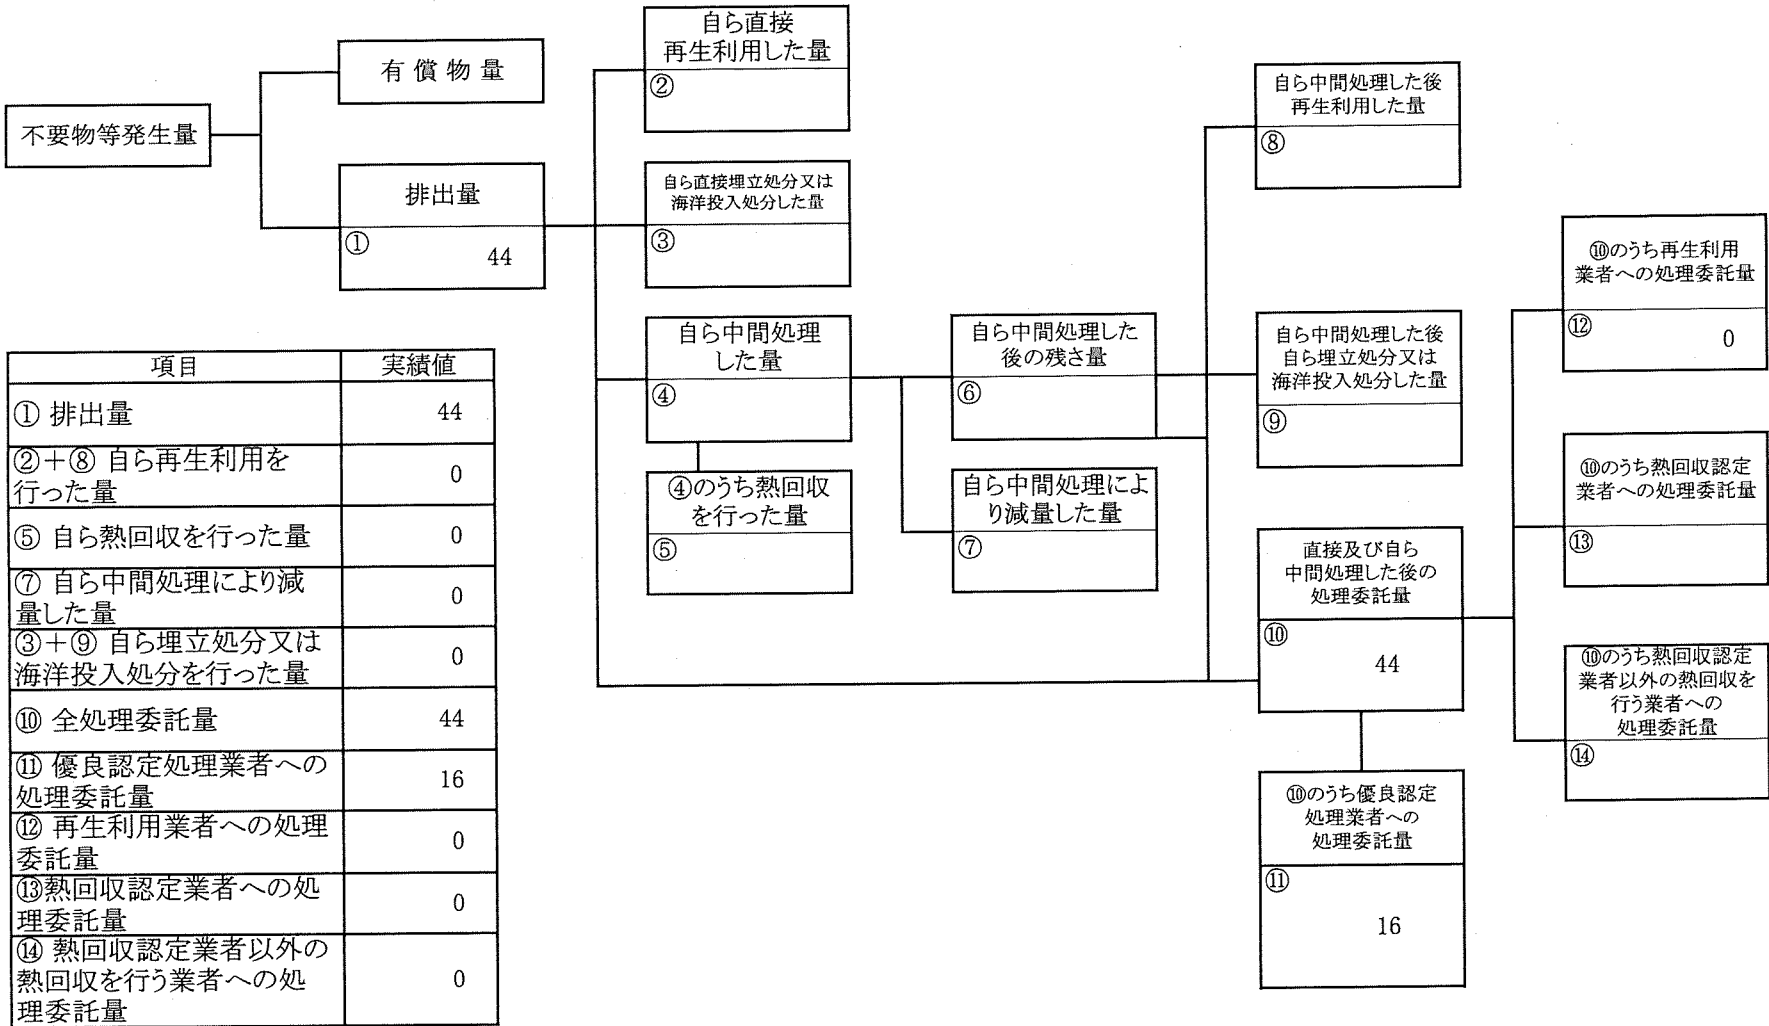 不要物等発生量
有償物量
排出量
①
44
自ら直接
再生利用した量
②
自ら直接埋立処分又は
海洋投入処分した量
③
自ら中間処理
した量
④
④のうち熱回収
を行った量
⑤
自ら中間処理した
後の残さ量
⑥
自ら中間処理によ
り減量した量
⑦
自ら中間処理した後
再生利用した量
⑧
自ら中間処理した後
自ら埋立処分又は
海洋投入処分した量
⑨
直接及び自ら
中間処理した後の
処理委託量
⑩
44
⑩のうち優良認定
処理業者への
処理委託量
⑪
16
⑩のうち再生利用
業者への処理委託量
⑫
0
⑩のうち熱回収認定
業者への処理委託量
⑬
⑩のうち熱回収認定
業者以外の熱回収を
行う業者への
処理委託量
⑭
項目 実績値
① 排出量 44
②+⑧ 自ら再生利用を
行った量 0
⑤ 自ら熱回収を行った量 0
⑦ 自ら中間処理により減
量した量 0
③+⑨ 自ら埋立処分又は
海洋投入処分を行った量 0
⑩ 全処理委託量 44
⑪ 優良認定処理業者への
処理委託量 16
⑫ 再生利用業者への処理
委託量 0
⑬熱回収認定業者への処
理委託量 0
⑭ 熱回収認定業者以外の
熱回収を行う業者への処
理委託量 0